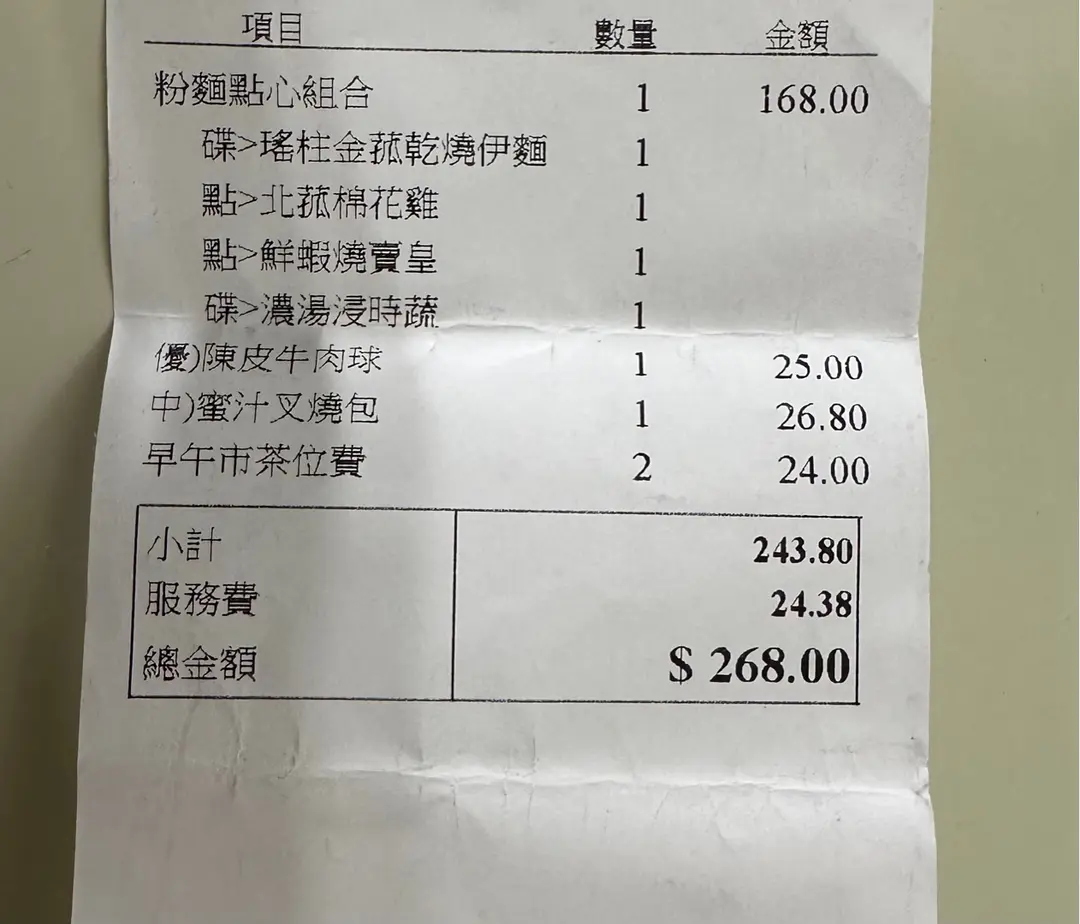 項目 數量 金額
粉麵點心組合 1 168.00
碟>瑤柱金菰乾燒伊麵 1
點>北菰棉花雞 1
點>鮮蝦燒賣皇 1
碟>濃湯浸時蔬 1
(優)陳皮牛肉球 1 25.00
中)蜜汁叉燒包 1 26.80
早午市茶位費 2 24.00
小計 243.80
服務費 24.38
總金額 $ 268.00